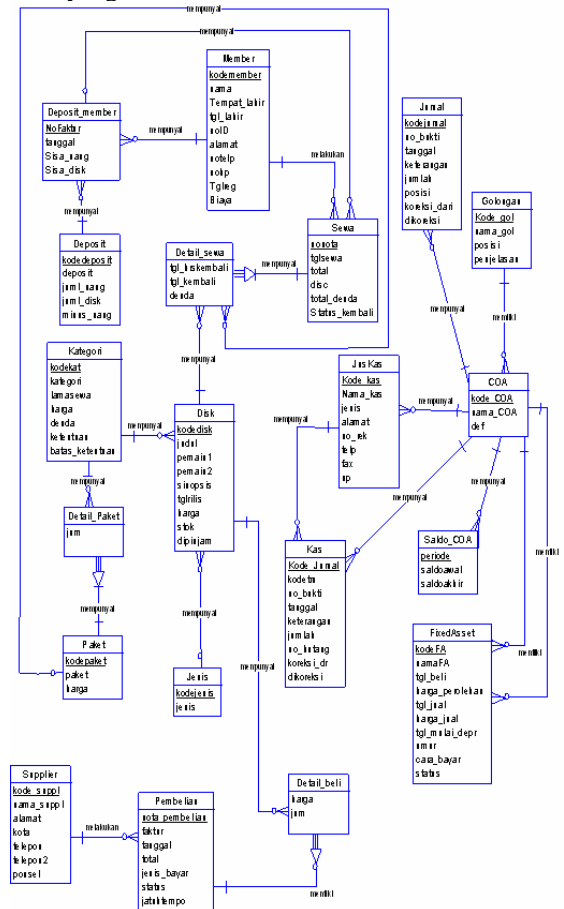 mempunyai
mempunyai
Member
kodemember
nama
Tempat_lahir
tgl_lahir
noID
alamat
notelp
nohp
Tglreg
Biaya
Deposit_member
NoFaktur
tanggal
Sisa_uang
Sisa_disk
mempunyai
melakukan
mempunyai
Deposit
kodedeposit
deposit
juml_uang
juml_disk
minus_uang
Detail_sewa
tgl_hrskembali
tgl_kembali
denda
mempunyai
Sewa
nonota
tglsewa
total
disc
total_denda
Status_kembali
Jurnal
kodejurnal
no_bukti
tanggal
keterangan
jumlah
posisi
koreksi_dari
dikoreksi
Golongan
Kode_gol
nama_gol
posisi
penjelasan
mempunyai
memiliki
Kategori
kodekat
kategori
lamasewa
harga
denda
ketentuan
batas_ketentuan
mempunyai
mempunyai
Disk
kodedisk
judul
pemain1
pemain2
sinopsis
tglrilis
harga
stok
dipinjam
JnsKas
Kode_kas
Nama_kas
jenis
alamat
no_rek
telp
fax
up
mempunyai
mempunyai
COA
kode_COA
nama_COA
def
mempunyai
Detail_Paket
jum
mempunyai
Paket
kodepaket
paket
harga
mempunyai
Jenis
kodejenis
jenis
mempunyai
Kas
Kode_Jurnal
kodetrn
no_bukti
tanggal
keterangan
jumlah
no_hutang
koreksi_dr
dikoreksi
mempunyai
mempunyai
Saldo_COA
periode
saldoawal
saldoakhir
memiliki
memiliki
FixedAsset
kodeFA
namaFA
tgl_beli
harga_perolehan
tgl_jual
harga_jual
tgl_mulai_depr
umur
cara_bayar
status
Supplier
kode_suppl
nama_suppl
alamat
kota
telepon
telepon2
ponsel
melakukan
Pembelian
nota_pembelian
faktur
tanggal
total
jenis_bayar
status
jatuhtempo
Detail_beli
harga
jum
memiliki